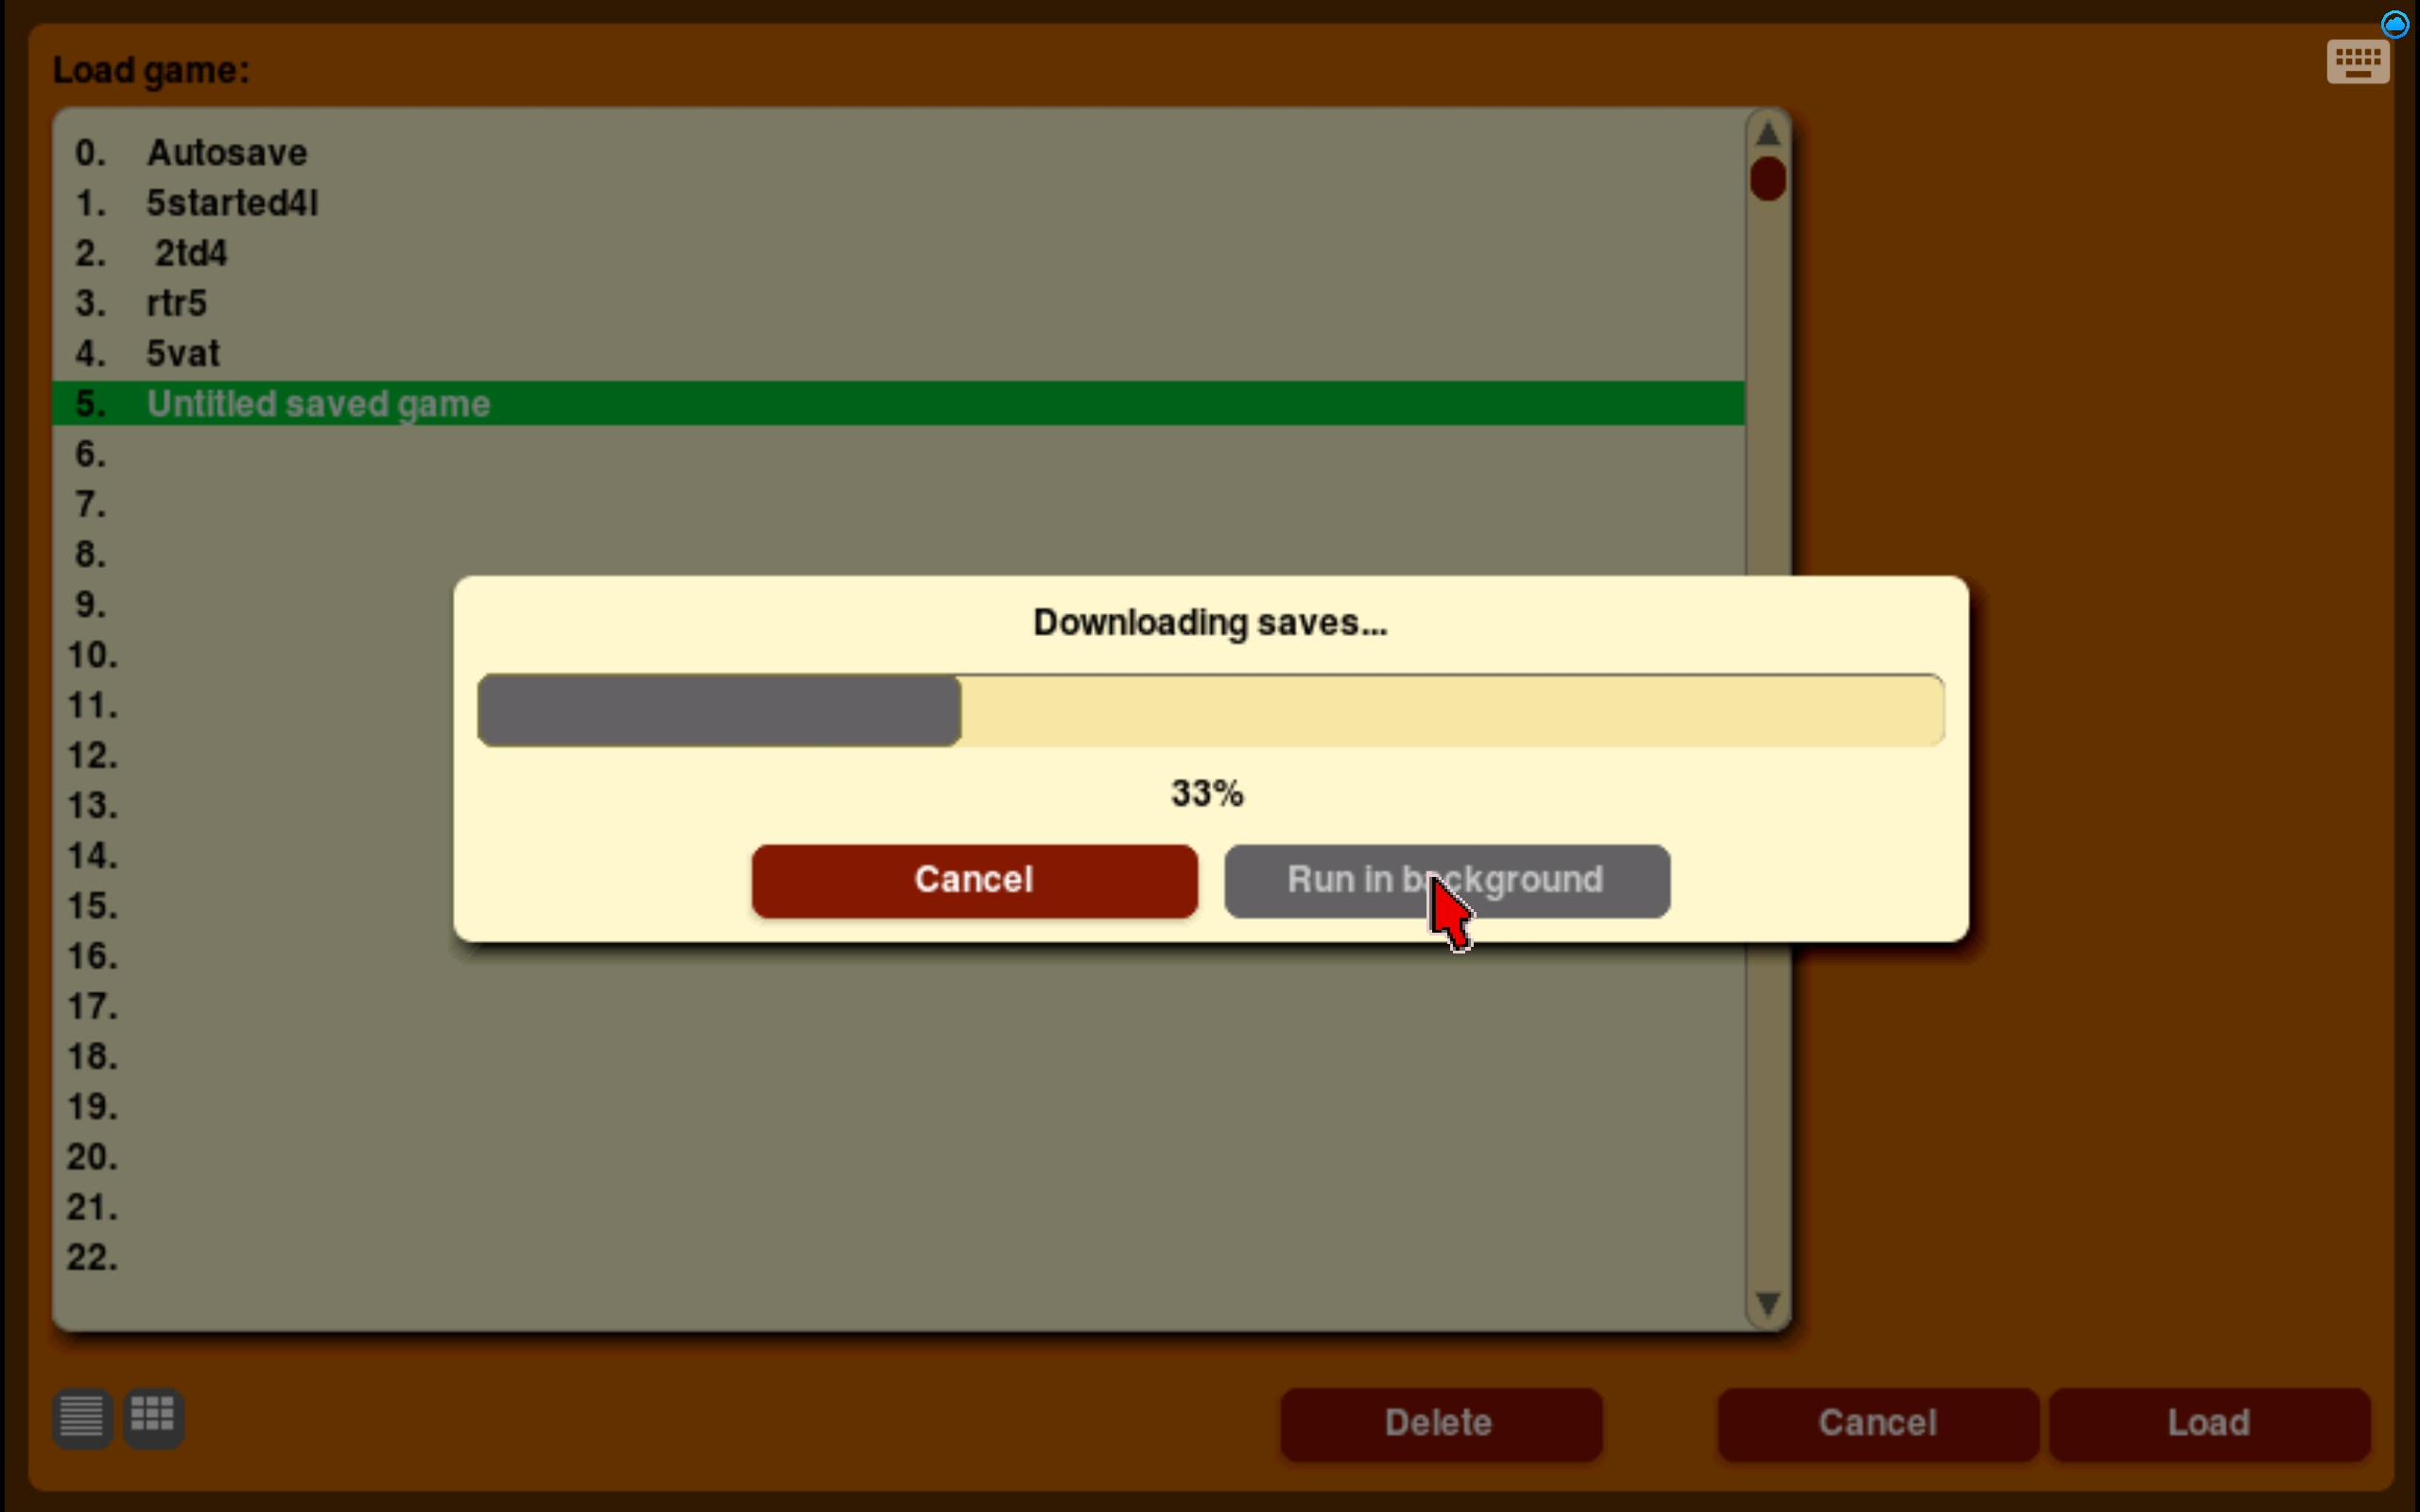 Load game:
0. Autosave
1. 5started4l
2. 2td4
3. rtr5
4. 5vat
5. Untitled saved game
6.
7.
8.
9.
10.
11.
12.
13.
14.
15.
16.
17.
18.
19.
20.
21.
22.
Downloading saves...
33%
Cancel Run in background
Delete Cancel Load